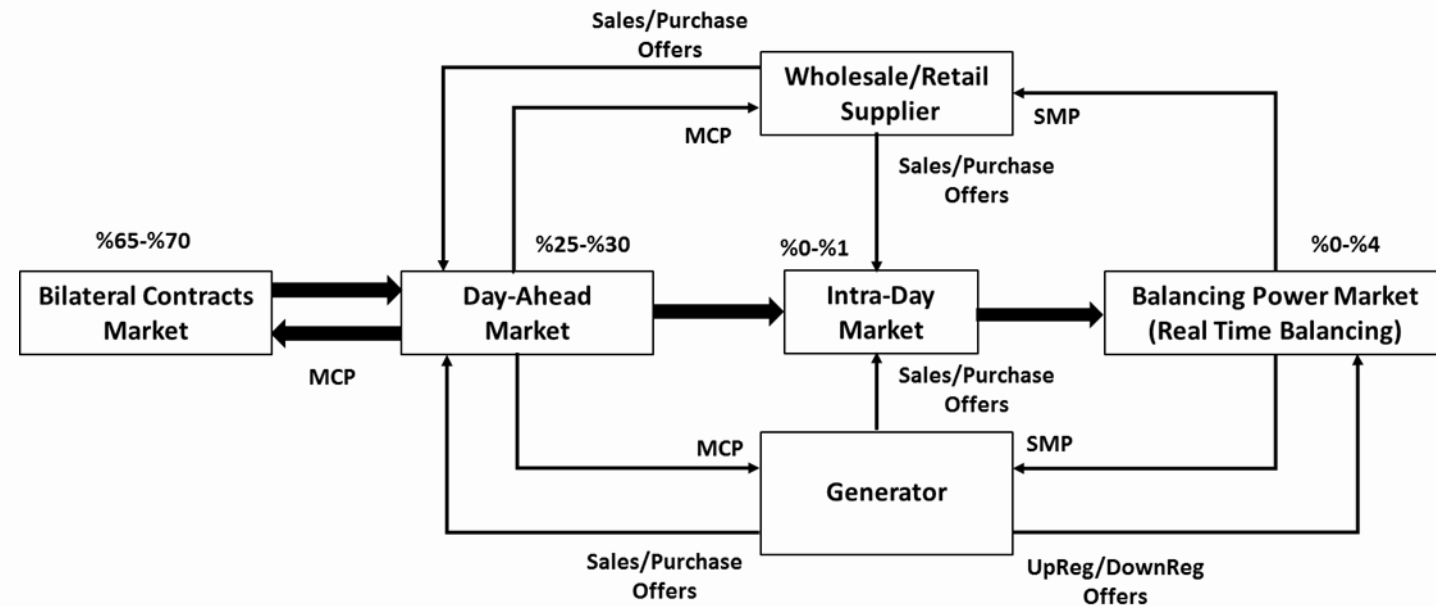 Sales/Purchase
Offers
Wholesale/Retail
Supplier
MCP
SMP
Sales/Purchase
Offers
%65-%70
%25-%30
%0-%1
%0-%4
Bilateral Contracts
Market
Day-Ahead
Market
Intra-Day
Market
Balancing Power Market
(Real Time Balancing)
MCP
Sales/Purchase
Offers
MCP
SMP
Generator
Sales/Purchase
Offers
UpReg/DownReg
Offers